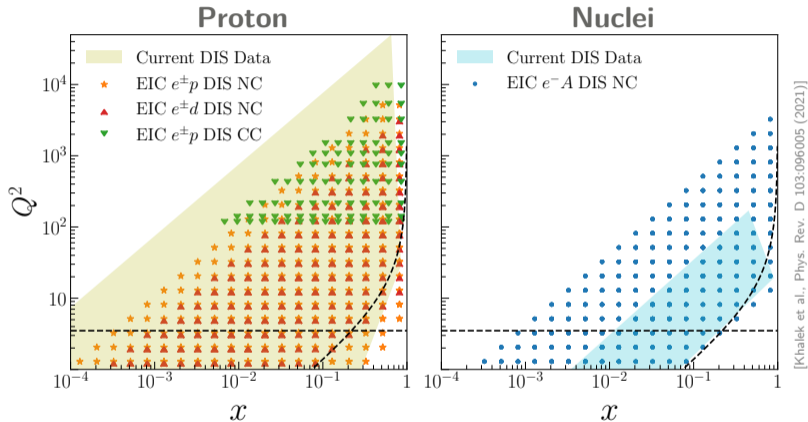 Proton
Nuclei
Current DIS Data
EIC e±p DIS NC
EIC e±d DIS NC
EIC e±p DIS CC
Current DIS Data
EIC e−A DIS NC
Q²
10⁴
10³
10²
10
10⁻⁴
10⁻³
10⁻²
10⁻¹
1
x
10⁻⁴
10⁻²
10⁻¹
1
x
[Khalek et al., Phys. Rev. D 103:096005 (2021)]